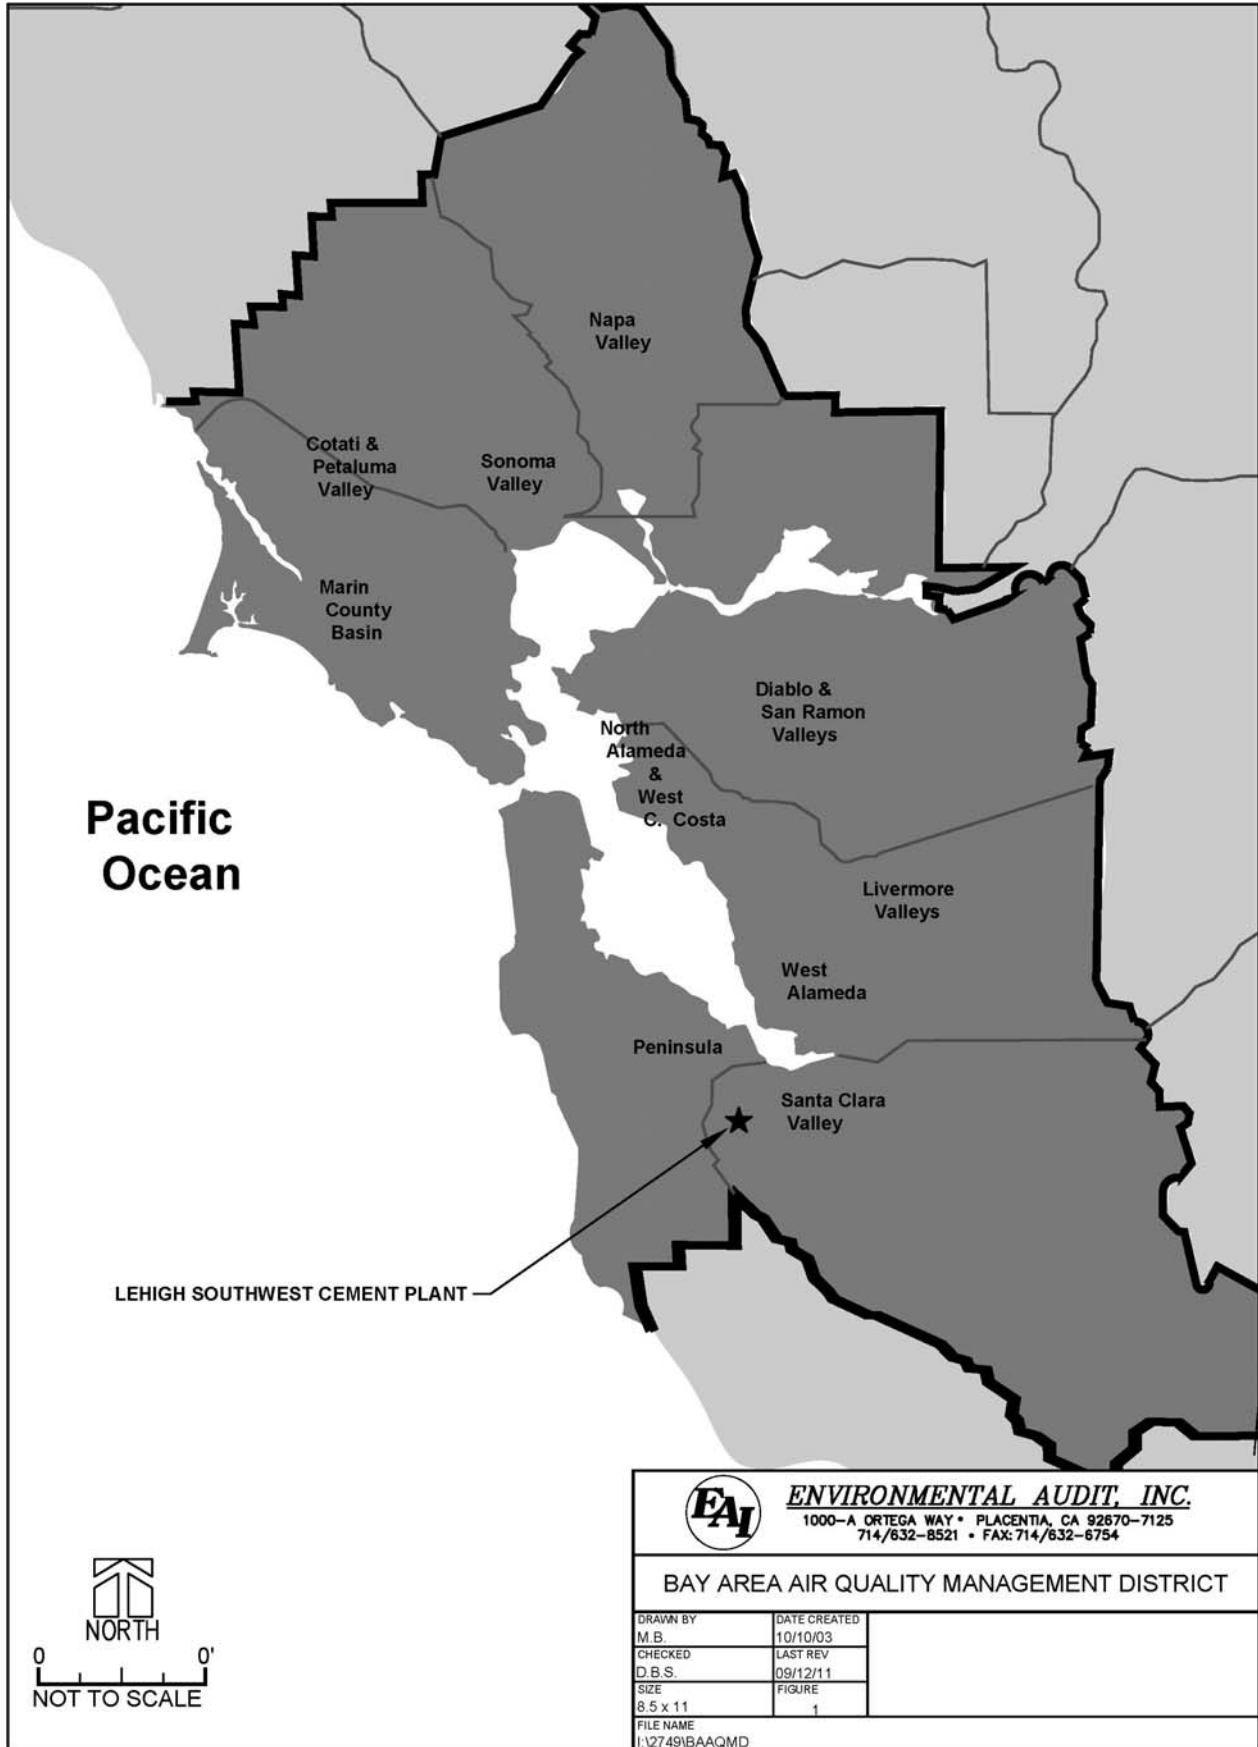 Napa
Valley
Cotati &
Petaluma
Valley
Sonoma
Valley
Marin
County
Basin
Diablo &
San Ramon
Valleys
North
Alameda
&
West
C. Costa
Pacific
Ocean
Livermore
Valleys
West
Alameda
Peninsula
Santa Clara
Valley
LEHIGH SOUTHWEST CEMENT PLANT
NORTH
0 0'
NOT TO SCALE
EAI
ENVIRONMENTAL AUDIT, INC.
1000-A ORTEGA WAY • PLACENTIA, CA 92670-7125
714/632-8521 • FAX: 714/632-6754
BAY AREA AIR QUALITY MANAGEMENT DISTRICT
DRAWN BY
M.B.
DATE CREATED
10/10/03
CHECKED
D.B.S.
LAST REV
09/12/11
SIZE
8.5 x 11
FIGURE
1
FILE NAME
I:\2749\BAAQMD